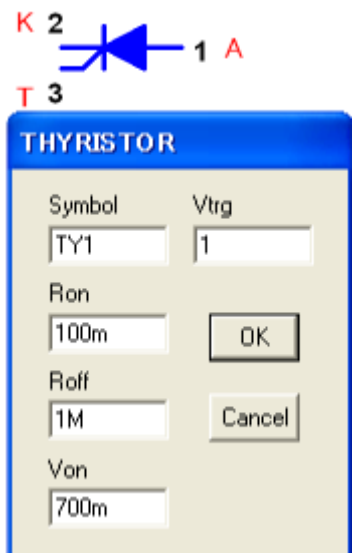 K 2
1 A
T 3
THYRISTOR
Symbol Vtrg
TY1 1
Ron
100m OK
Roff
1M Cancel
Von
700m